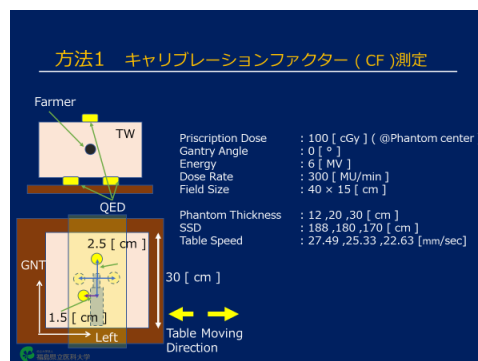 方法1 キャリブレーションファクター ( CF )測定
Farmer
TW
QED
Priscription Dose : 100 [ cGy ] ( @Phantom center
Gantry Angle : 0 [ ° ]
Energy : 6 [ MV ]
Dose Rate : 300 [ MU/min ]
Field Size : 40 × 15 [ cm ]
Phantom Thickness : 12 ,20 ,30 [ cm ]
SSD : 188 ,180 ,170 [ cm ]
Table Speed : 27.49 ,25.33 ,22.63 [mm/sec]
2.5 [ cm ]
GNT
30 [ cm ]
1.5 [ cm ]
Left
Table Moving
Direction
福島県立医科大学